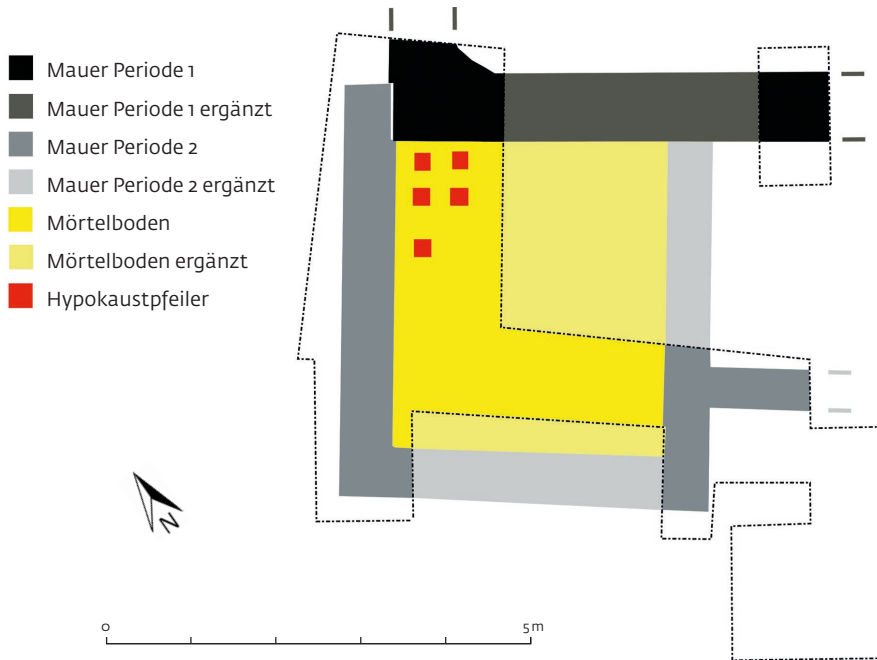 Mauer Periode 1
Mauer Periode 1 ergänzt
Mauer Periode 2
Mauer Periode 2 ergänzt
Mörtelboden
Mörtelboden ergänzt
Hypokaustpfeiler
N
0 5m